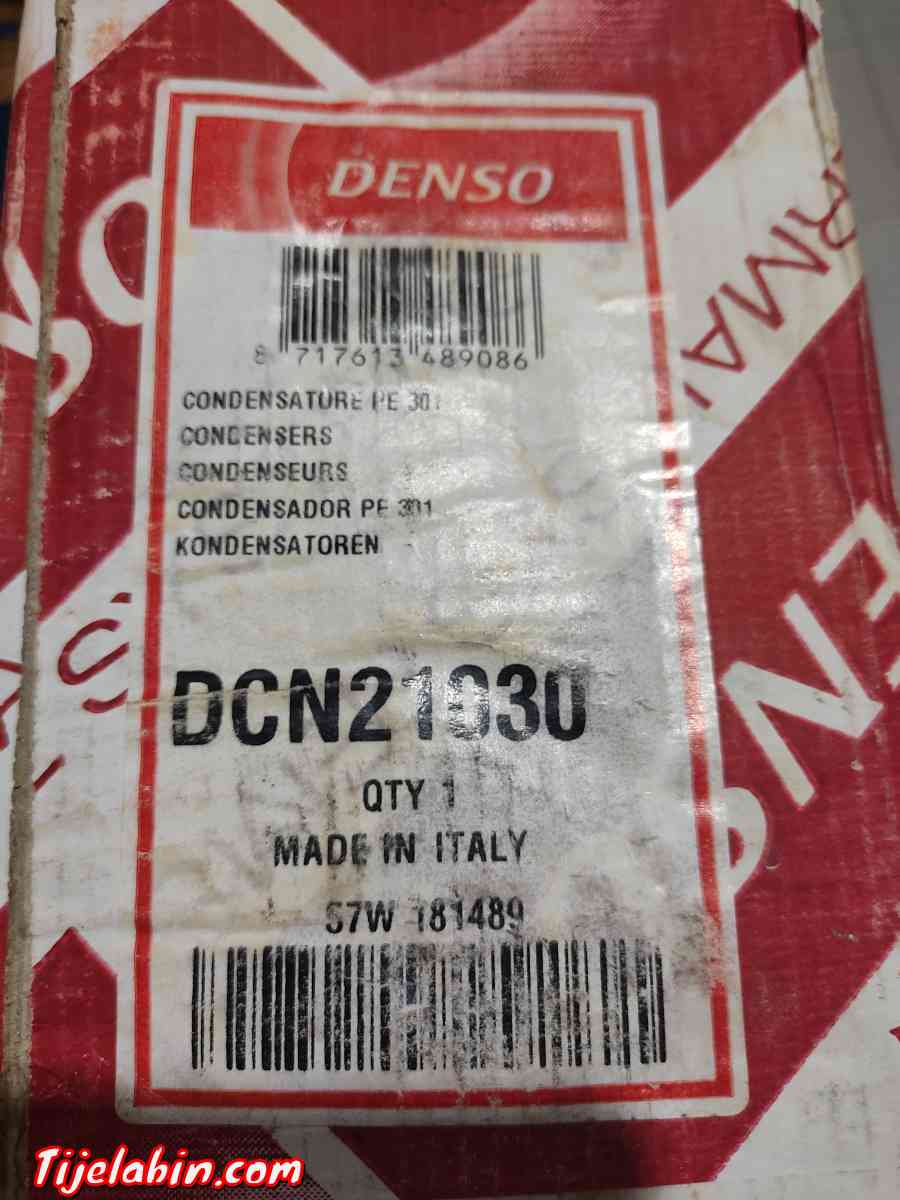 DENSO
8 717613 489086
CONDENSATORE PE 301
CONDENSERS
CONDENSEURS
CONDENSADOR PE 301
KONDENSATOREN
DCN21030
QTY 1
MADE IN ITALY
S7W 181489
Tijelabin.com